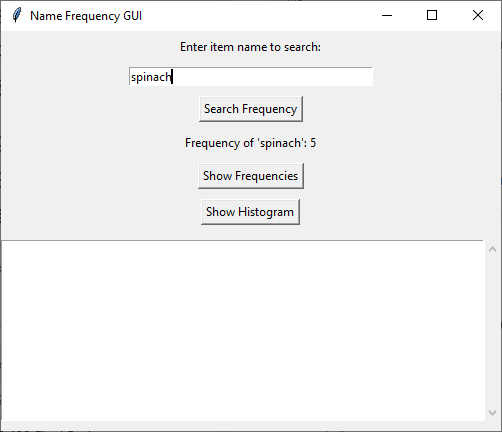 Name Frequency GUI
Enter item name to search:
spinach
Search Frequency
Frequency of 'spinach': 5
Show Frequencies
Show Histogram